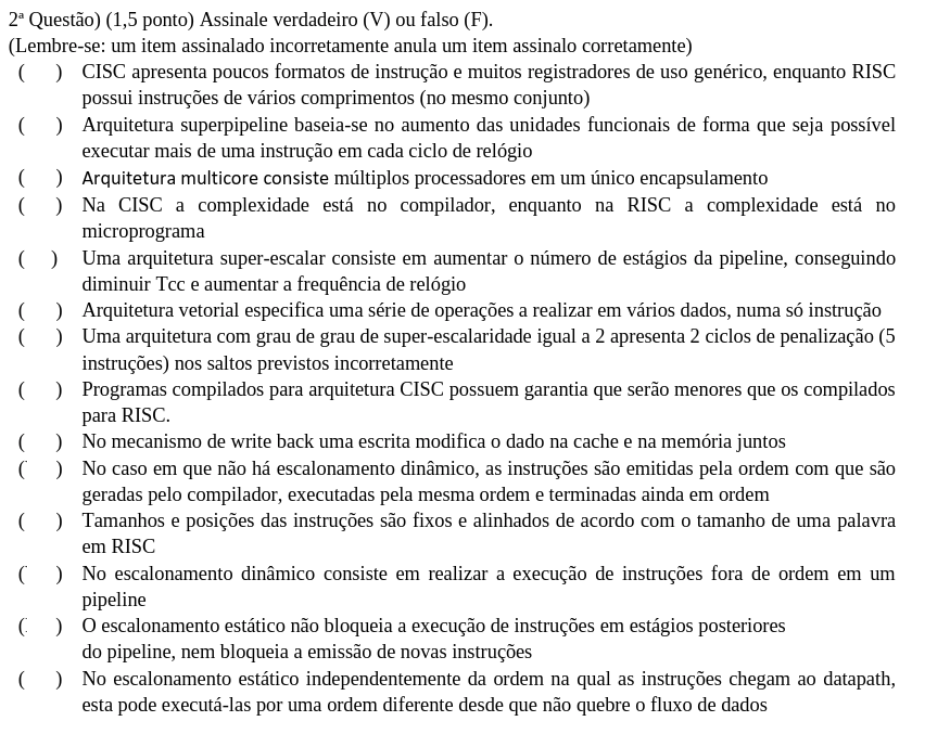 2ª Questão) (1,5 ponto) Assinale verdadeiro (V) ou falso (F).
(Lembre-se: um item assinalado incorretamente anula um item assinalo corretamente)
( ) CISC apresenta poucos formatos de instrução e muitos registradores de uso genérico, enquanto RISC
possui instruções de vários comprimentos (no mesmo conjunto)
( ) Arquitetura superpipeline baseia-se no aumento das unidades funcionais de forma que seja possível
executar mais de uma instrução em cada ciclo de relógio
( ) Arquitetura multicore consiste múltiplos processadores em um único encapsulamento
( ) Na CISC a complexidade está no compilador, enquanto na RISC a complexidade está no
microprograma
( ) Uma arquitetura super-escalar consiste em aumentar o número de estágios da pipeline, conseguindo
diminuir Tcc e aumentar a frequência de relógio
( ) Arquitetura vetorial especifica uma série de operações a realizar em vários dados, numa só instrução
( ) Uma arquitetura com grau de grau de super-escalaridade igual a 2 apresenta 2 ciclos de penalização (5
instruções) nos saltos previstos incorretamente
( ) Programas compilados para arquitetura CISC possuem garantia que serão menores que os compilados
para RISC.
( ) No mecanismo de write back uma escrita modifica o dado na cache e na memória juntos
( ) No caso em que não há escalonamento dinâmico, as instruções são emitidas pela ordem com que são
geradas pelo compilador, executadas pela mesma ordem e terminadas ainda em ordem
( ) Tamanhos e posições das instruções são fixos e alinhados de acordo com o tamanho de uma palavra
em RISC
( ) No escalonamento dinâmico consiste em realizar a execução de instruções fora de ordem em um
pipeline
( ) O escalonamento estático não bloqueia a execução de instruções em estágios posteriores
do pipeline, nem bloqueia a emissão de novas instruções
( ) No escalonamento estático independentemente da ordem na qual as instruções chegam ao datapath,
esta pode executá-las por uma ordem diferente desde que não quebre o fluxo de dados